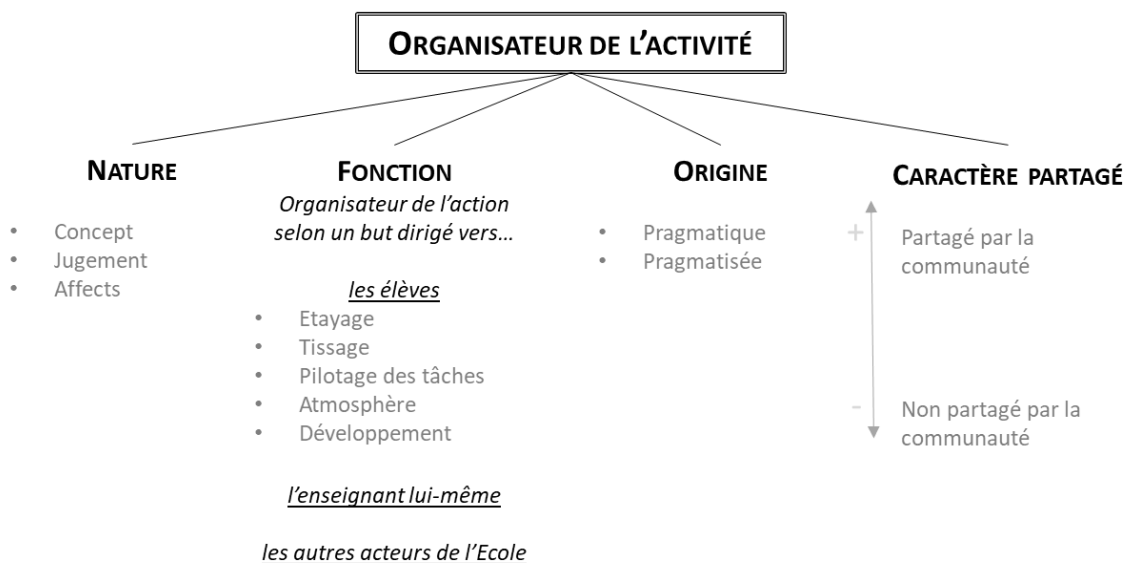 ORGANISATEUR DE L'ACTIVITÉ
NATURE
• Concept
• Jugement
• Affects
FONCTION
Organisateur de l'action
selon un but dirigé vers…
les élèves
• Etayage
• Tissage
• Pilotage des tâches
• Atmosphère
• Développement
l'enseignant lui-même
les autres acteurs de l'Ecole
ORIGINE
• Pragmatique
• Pragmatisée
CARACTÈRE PARTAGÉ
+
Partagé par la
communauté
-
Non partagé par la
communauté